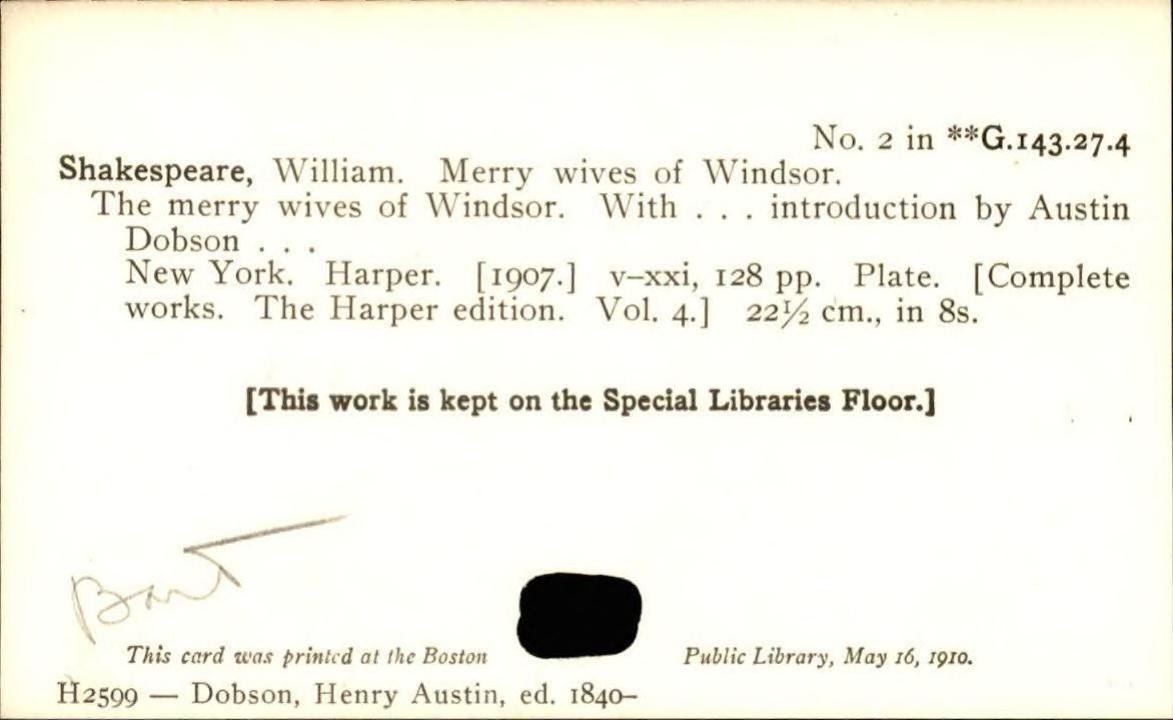 No. 2 in **G.143.27.4
Shakespeare, William. Merry wives of Windsor.
The merry wives of Windsor. With . . . introduction by Austin
Dobson . . .
New York. Harper. [1907.] v–xxi, 128 pp. Plate. [Complete
works. The Harper edition. Vol. 4.] 22½ cm., in 8s.
[This work is kept on the Special Libraries Floor.]
Bart
This card was printed at the Boston Public Library, May 16, 1910.
H2599 — Dobson, Henry Austin, ed. 1840–